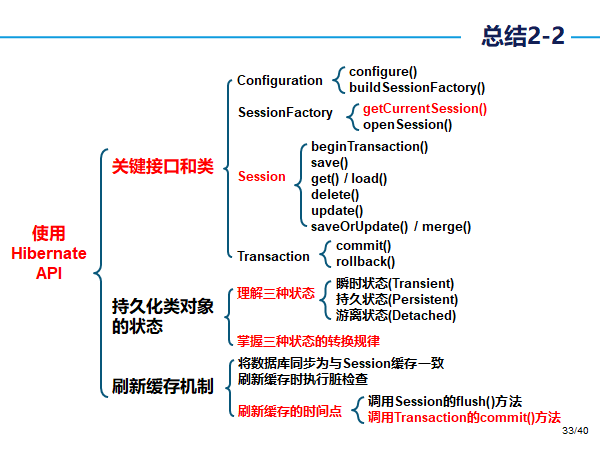 总结2-2
使用
Hibernate
API
关键接口和类
Configuration
configure()
buildSessionFactory()
SessionFactory
getCurrentSession()
openSession()
Session
beginTransaction()
save()
get() / load()
delete()
update()
saveOrUpdate() / merge()
Transaction
commit()
rollback()
持久化类对象
的状态
理解三种状态
瞬时状态(Transient)
持久状态(Persistent)
游离状态(Detached)
掌握三种状态的转换规律
刷新缓存机制
将数据库同步为与Session缓存一致
刷新缓存时执行脏检查
刷新缓存的时间点
调用Session的flush()方法
调用Transaction的commit()方法
33/40